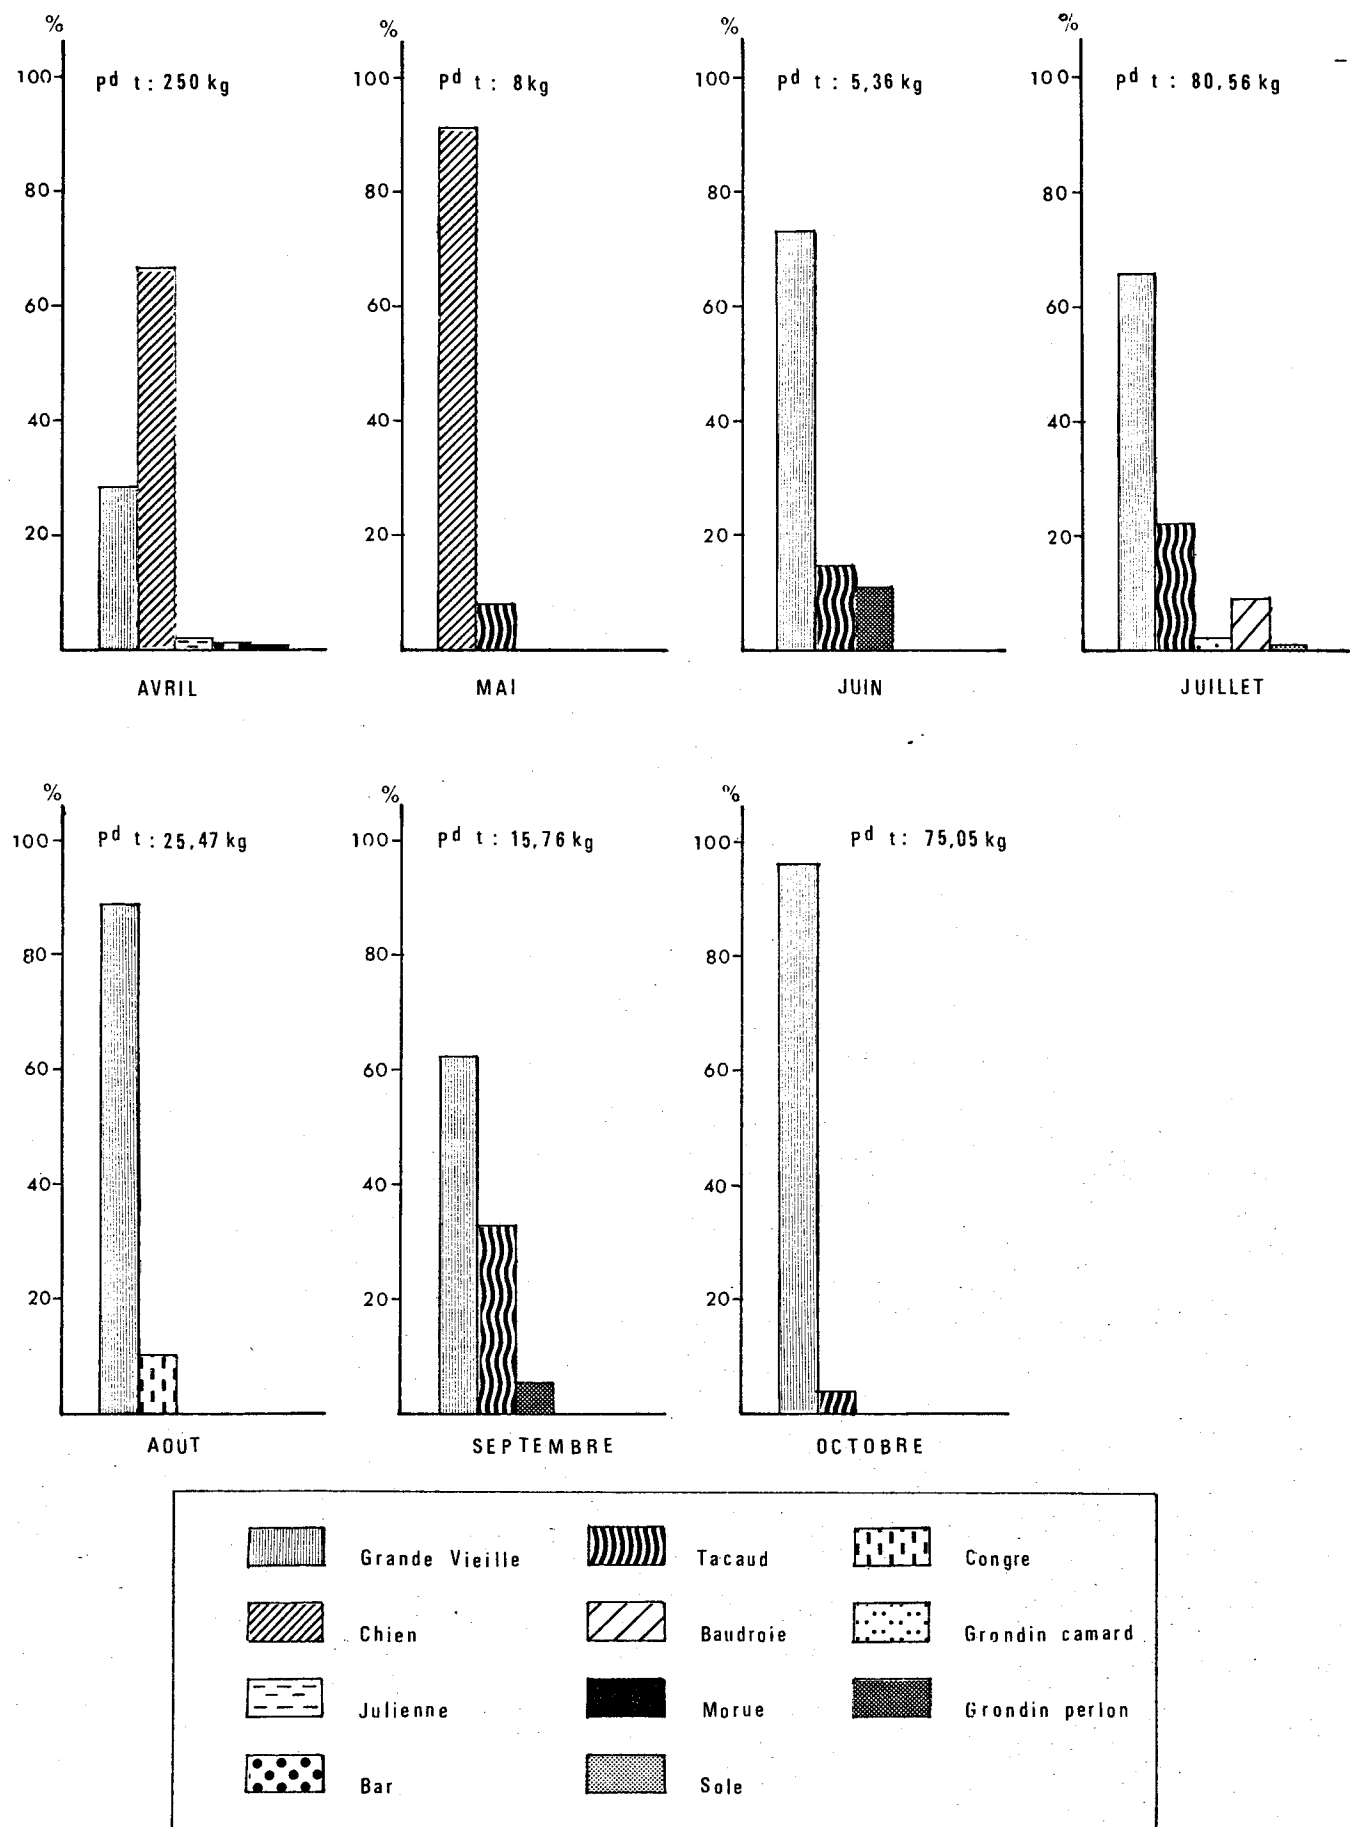 % % % %
100 pd t: 250 kg 100 pd t: 8kg 100 pd t: 5,36 kg 100 pd t: 80,56 kg
80 80 80 80
60 60 60 60
40 40 40 40
20 20 20 20
AVRIL MAI JUIN JUILLET
% % %
100 pd t: 25,47 kg 100 pd t: 15,76 kg 100 pd t: 75,05 kg
80 80 80
60 60 60
40 40 40
20 20 20
AOUT SEPTEMBRE OCTOBRE
Grande Vieille Tacaud Congre
Chien Baudroie Grondin camard
Julienne Morue Grondin perlon
Bar Sole